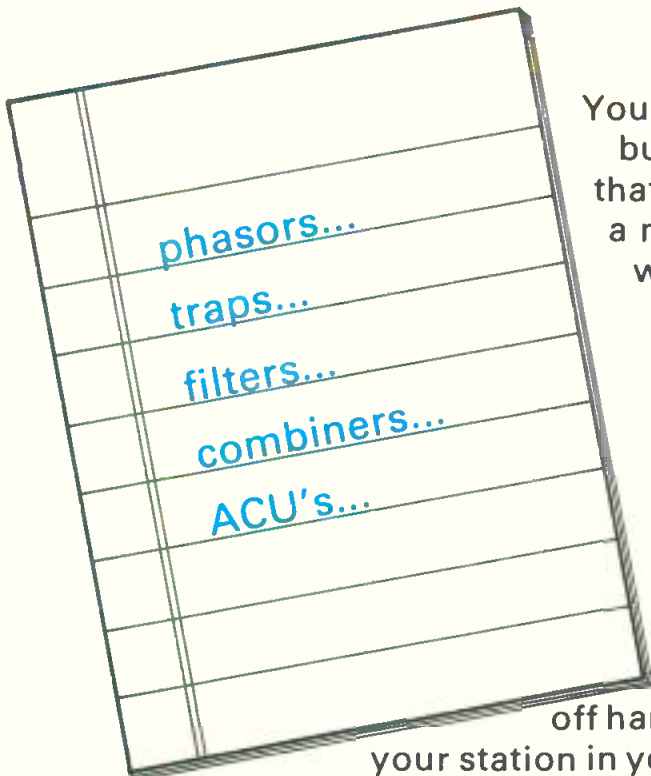 phasors...
traps...
filters...
combiners...
ACU's...
You
bu
that
a r
w
off har
your station in yo